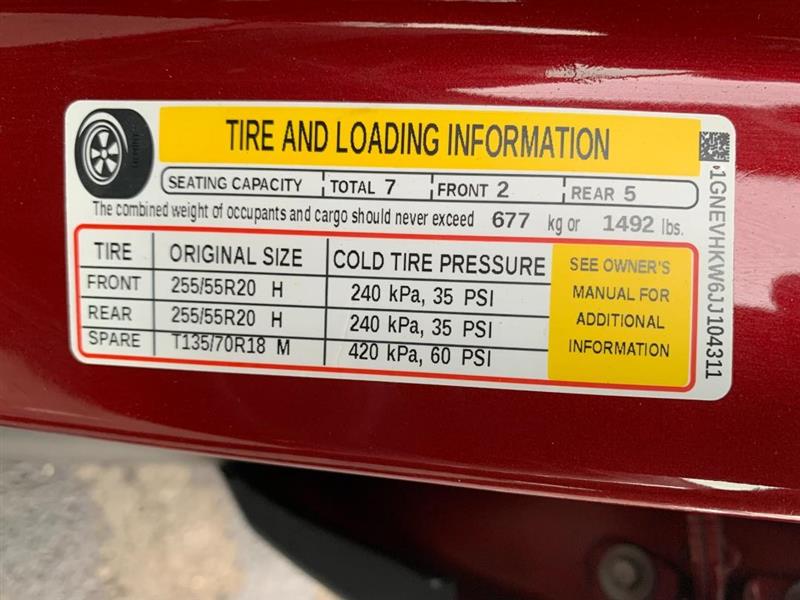 TIRE AND LOADING INFORMATION
SEATING CAPACITY TOTAL 7 FRONT 2 REAR 5
The combined weight of occupants and cargo should never exceed 677 kg or 1492 lbs.
TIRE ORIGINAL SIZE COLD TIRE PRESSURE
FRONT 255/55R20 H 240 kPa, 35 PSI
REAR 255/55R20 H 240 kPa, 35 PSI
SPARE T135/70R18 M 420 kPa, 60 PSI
SEE OWNER'S
MANUAL FOR
ADDITIONAL
INFORMATION
1GNEVHKW6JJ104311